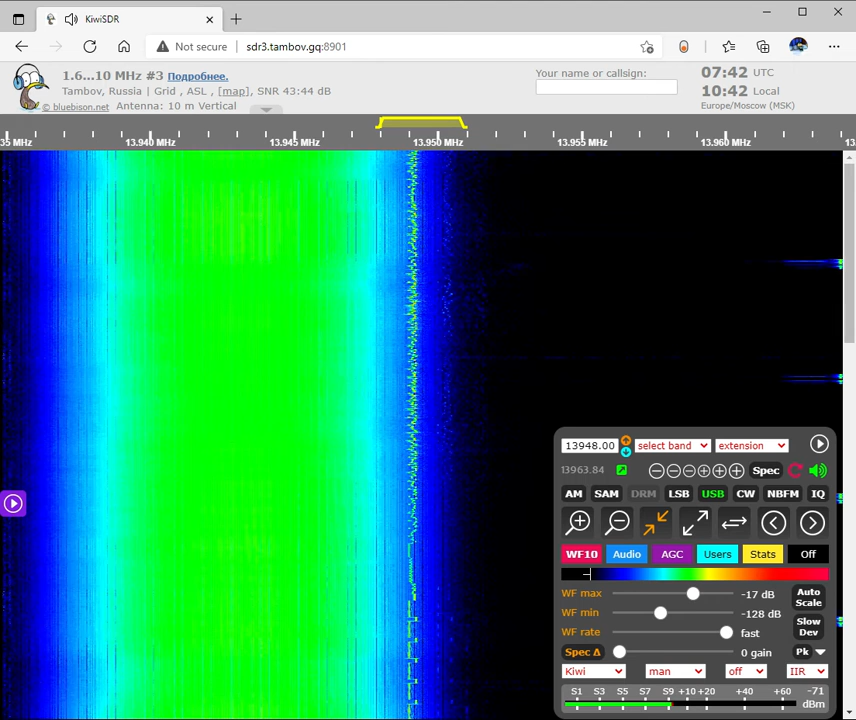 KiwiSDR
Not secure
sdr3.tambov.gq:8901
1.6...10 MHz #3 Подробнее.
Tambov, Russia | Grid , ASL , [map], SNR 43:44 dB
© bluebison.net Antenna: 10 m Vertical
Your name or callsign:
07:42 UTC
10:42 Local
Europe/Moscow (MSK)
35 MHz 13.940 MHz 13.945 MHz 13.950 MHz 13.955 MHz 13.960 MHz 13.
13948.00 select band extension
13963.84 Spec
AM SAM DRM LSB USB CW NBFM IQ
WF10 Audio AGC Users Stats Off
WF max -17 dB Auto Scale
WF min -128 dB
WF rate fast Slow Dev
Spec Δ 0 gain Pk
Kiwi man off IIR
S1 S3 S5 S7 S9 +10 +20 +40 +60 -71
dBm